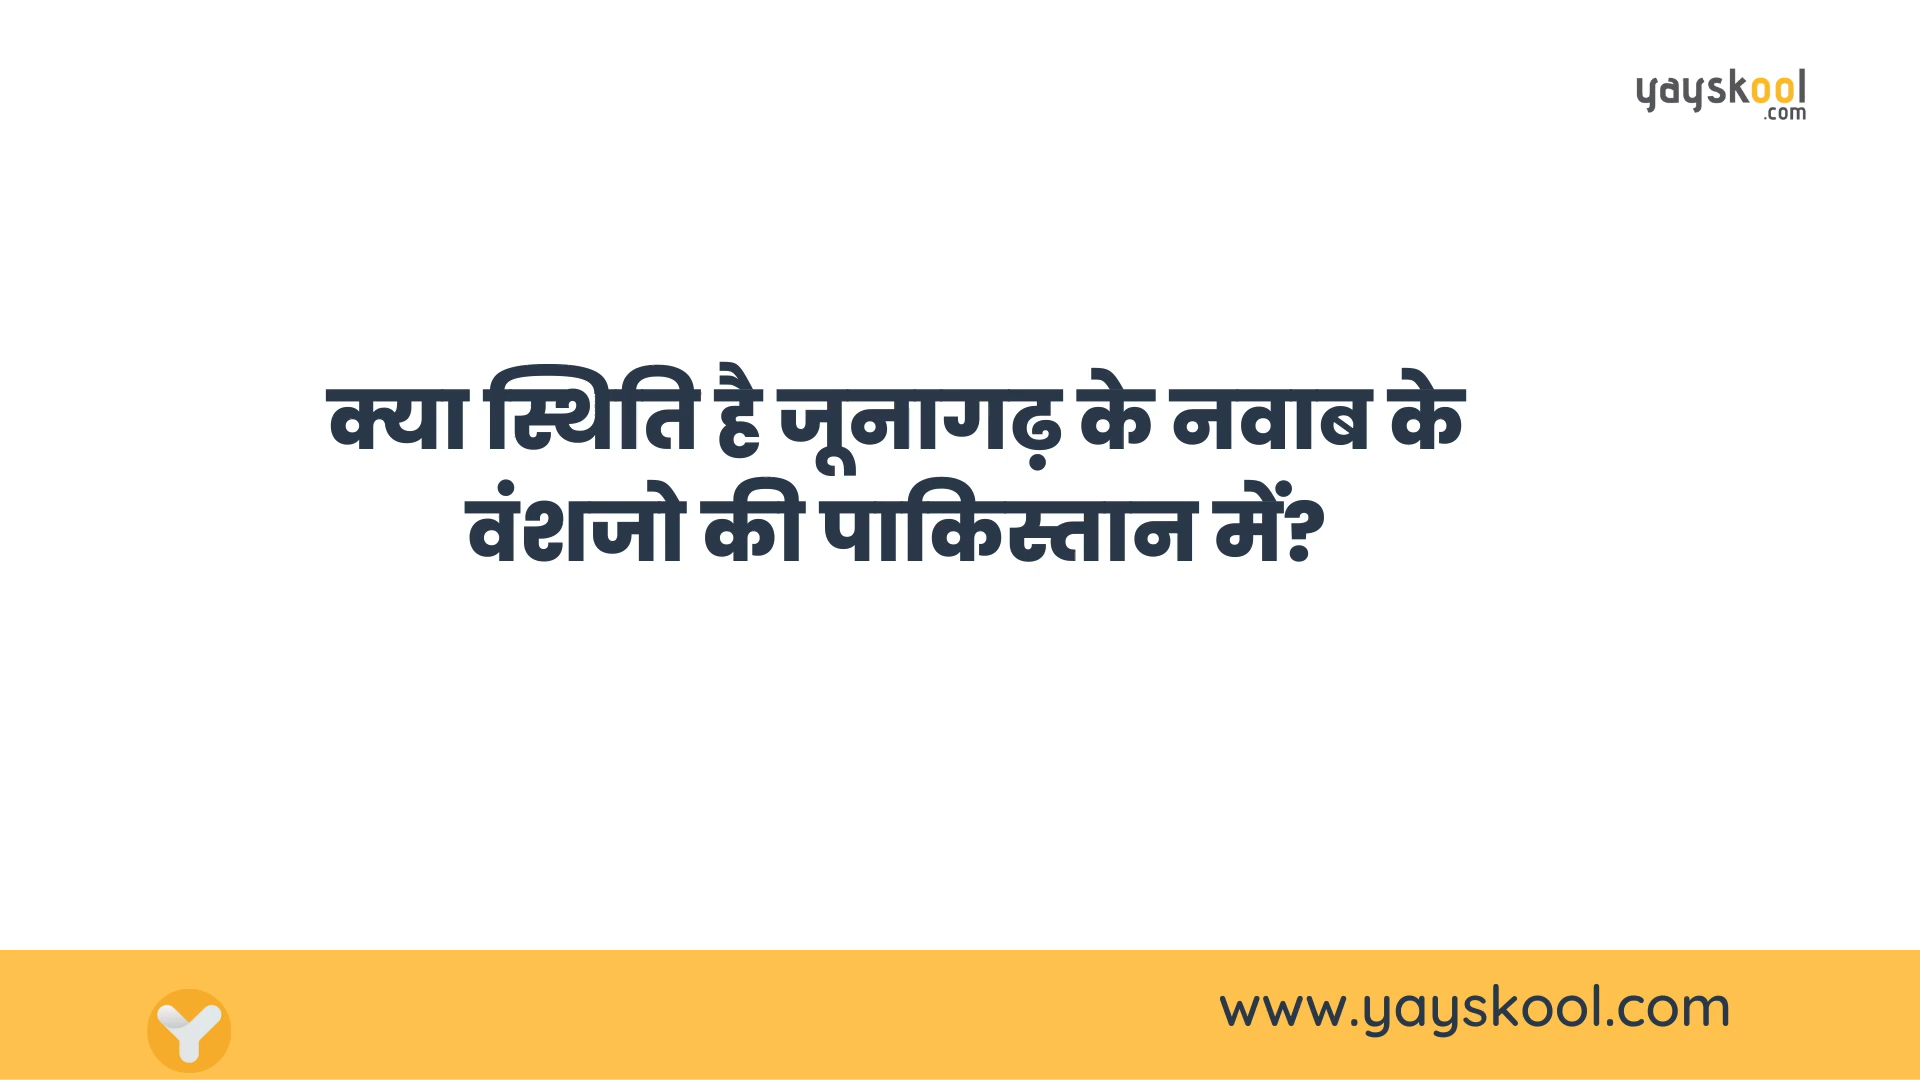 yayskool
.com
क्या स्थिति है जूनागढ़ के नवाब के
वंशजो की पाकिस्तान में?
www.yayskool.com